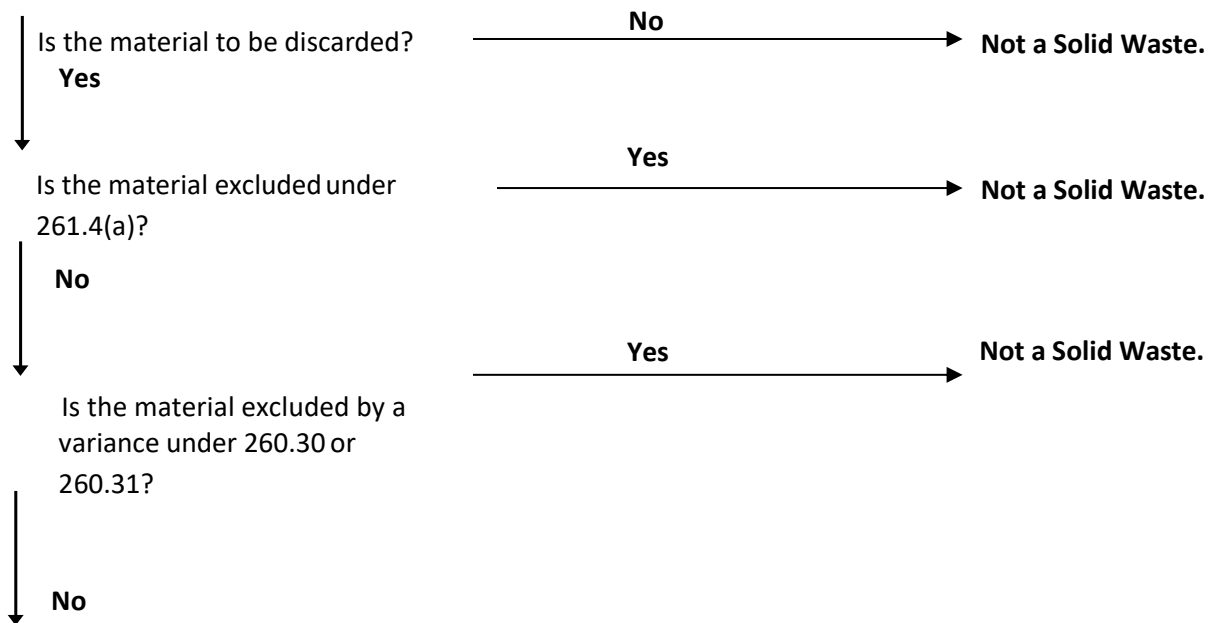 Is the material to be discarded?
No
Not a Solid Waste.
Yes
Is the material excluded under
261.4(a)?
Yes
Not a Solid Waste.
No
Is the material excluded by a
variance under 260.30 or
260.31?
Yes
Not a Solid Waste.
No